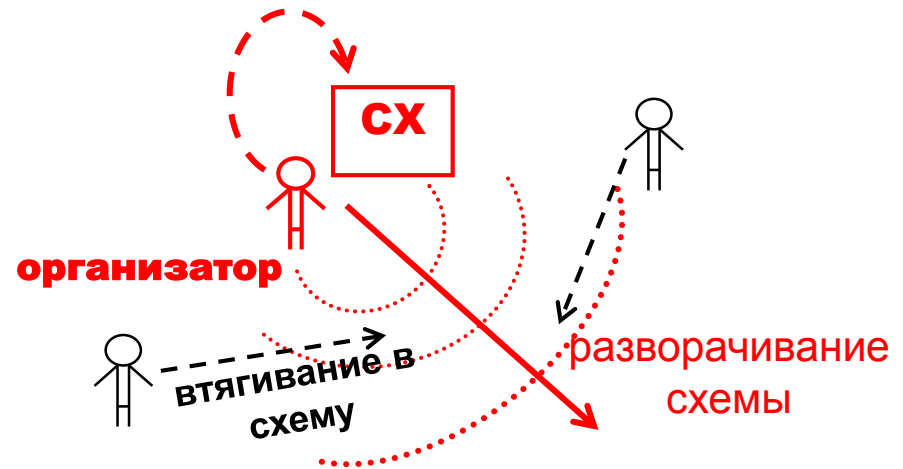 СХ
организатор
втягивание в
схему
разворачивание
схемы